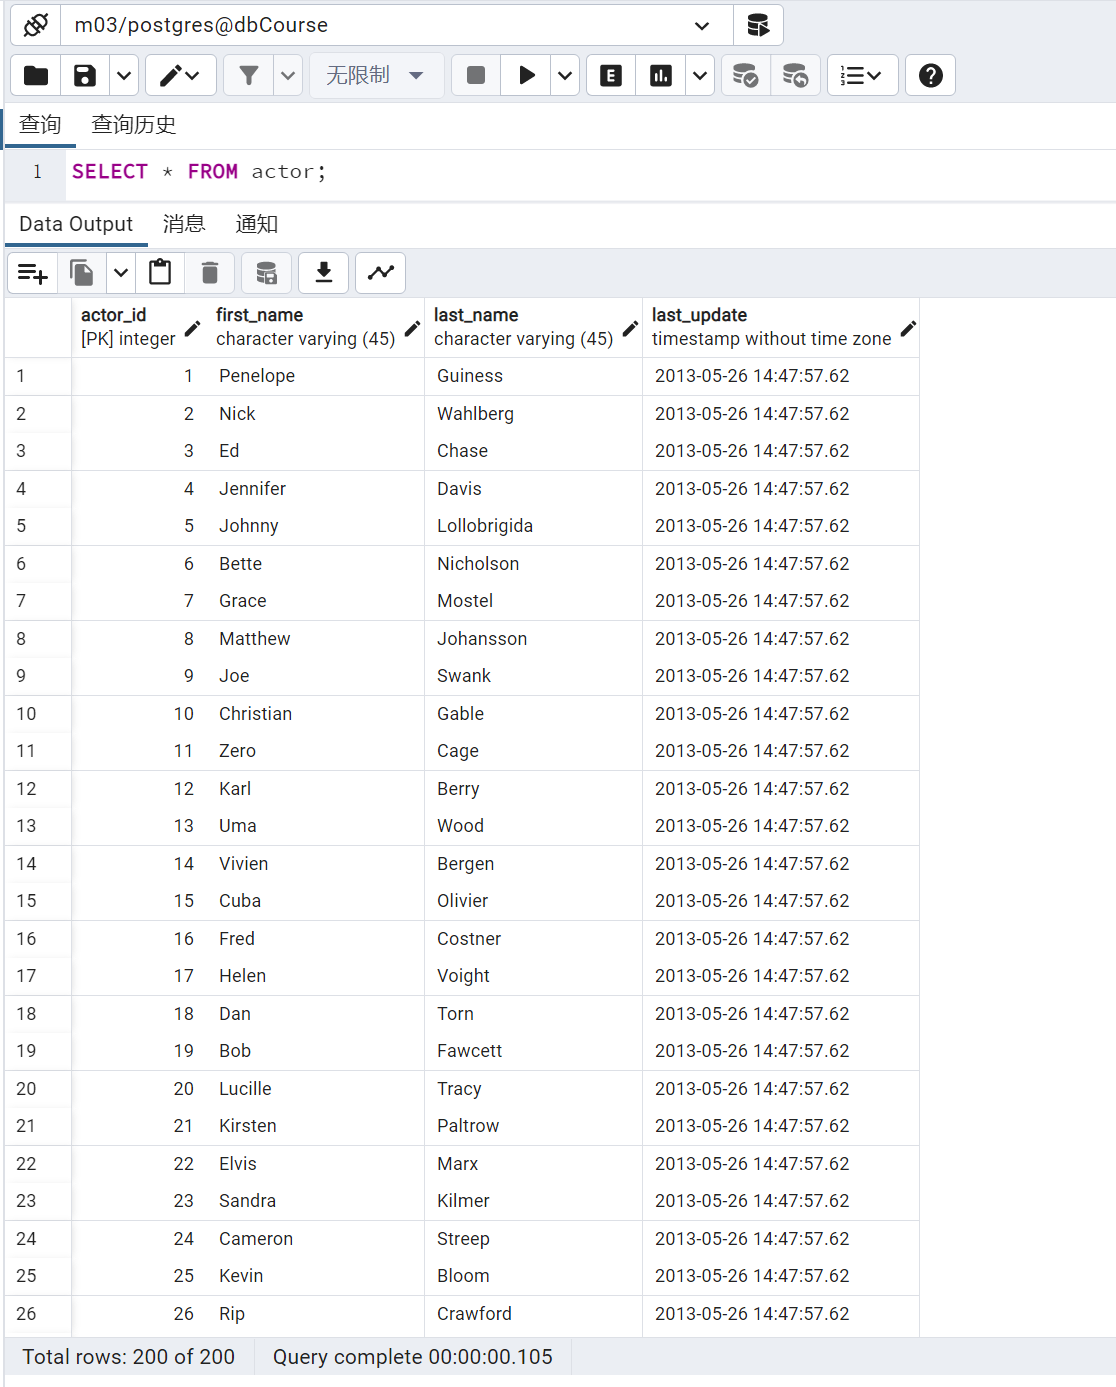 m03/postgres@dbCourse
无限制
E
查询 查询历史
1 SELECT * FROM actor;
Data Output 消息 通知
actor_id first_name last_name last_update
[PK] integer character varying (45) character varying (45) timestamp without time zone
1 1 Penelope Guiness 2013-05-26 14:47:57.62
2 2 Nick Wahlberg 2013-05-26 14:47:57.62
3 3 Ed Chase 2013-05-26 14:47:57.62
4 4 Jennifer Davis 2013-05-26 14:47:57.62
5 5 Johnny Lollobrigida 2013-05-26 14:47:57.62
6 6 Bette Nicholson 2013-05-26 14:47:57.62
7 7 Grace Mostel 2013-05-26 14:47:57.62
8 8 Matthew Johansson 2013-05-26 14:47:57.62
9 9 Joe Swank 2013-05-26 14:47:57.62
10 10 Christian Gable 2013-05-26 14:47:57.62
11 11 Zero Cage 2013-05-26 14:47:57.62
12 12 Karl Berry 2013-05-26 14:47:57.62
13 13 Uma Wood 2013-05-26 14:47:57.62
14 14 Vivien Bergen 2013-05-26 14:47:57.62
15 15 Cuba Olivier 2013-05-26 14:47:57.62
16 16 Fred Costner 2013-05-26 14:47:57.62
17 17 Helen Voight 2013-05-26 14:47:57.62
18 18 Dan Torn 2013-05-26 14:47:57.62
19 19 Bob Fawcett 2013-05-26 14:47:57.62
20 20 Lucille Tracy 2013-05-26 14:47:57.62
21 21 Kirsten Paltrow 2013-05-26 14:47:57.62
22 22 Elvis Marx 2013-05-26 14:47:57.62
23 23 Sandra Kilmer 2013-05-26 14:47:57.62
24 24 Cameron Streep 2013-05-26 14:47:57.62
25 25 Kevin Bloom 2013-05-26 14:47:57.62
26 26 Rip Crawford 2013-05-26 14:47:57.62
Total rows: 200 of 200 Query complete 00:00:00.105